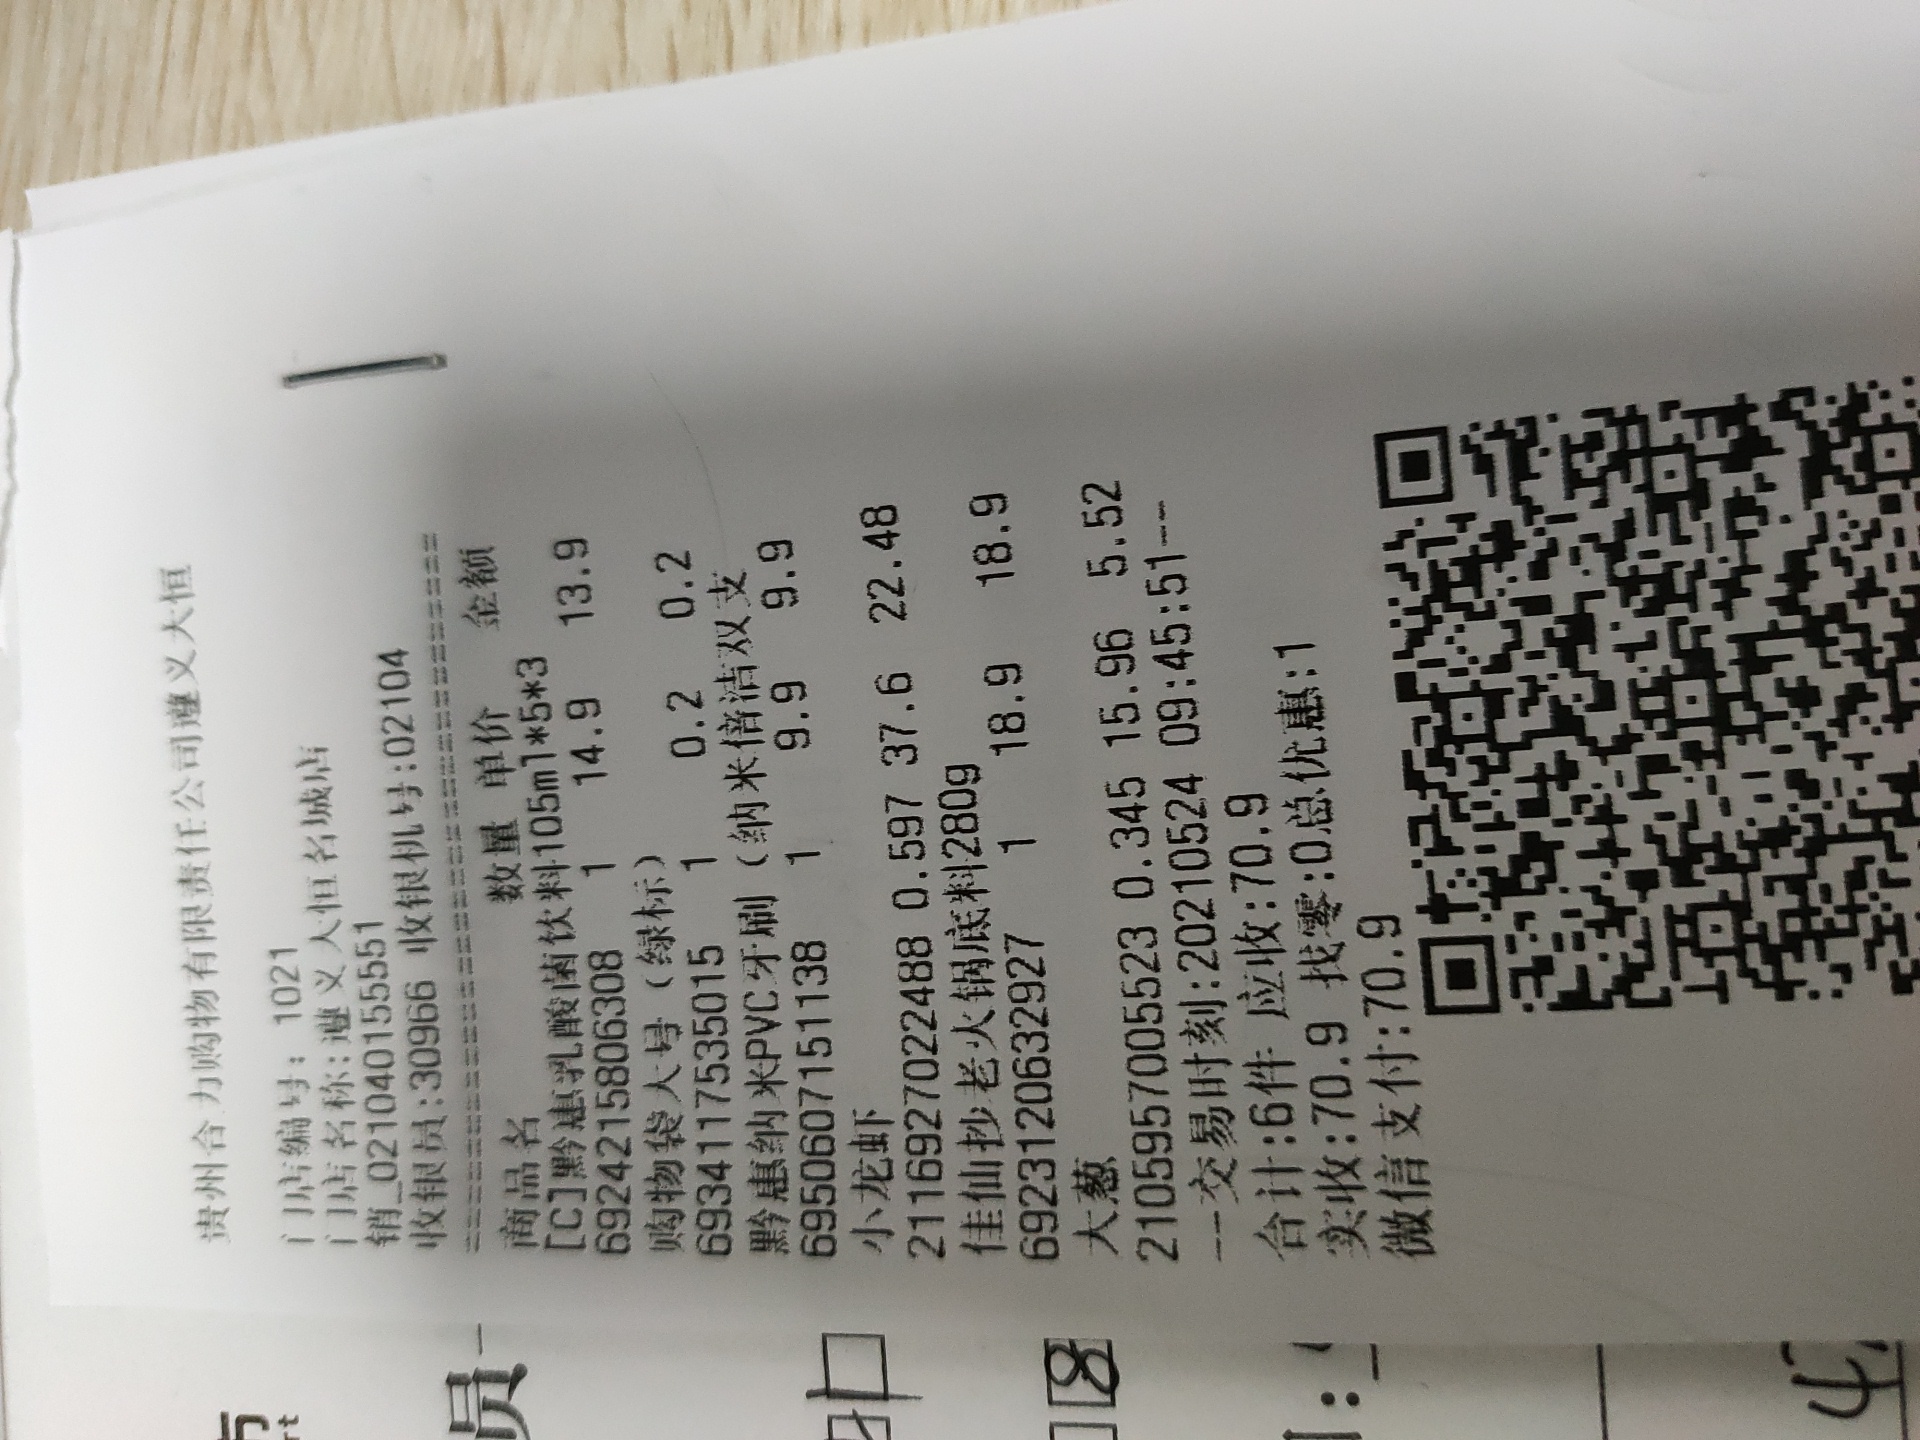 贵州合力购物有限责任公司遵义大恒
门店编号: 1021
门店名称:遵义大恒名城店
销_0210401555​51
收银员:30966 收银机号:02104
商品名 数量 单价 金额
[C]黔惠乳酸菌饮料105ml*5*3
6924215806308 1 14.9 13.9
购物袋大号（绿标）
6934117535015 1 0.2 0.2
黔惠纳米PVC牙刷（纳米倍洁双支
6950607151138 1 9.9 9.9
小龙虾
2116927022488 0.597 37.6 22.48
佳仙抄老火锅底料280g
6923120632927 1 18.9 18.9
大葱
2105957005523 0.345 15.96 5.52
--交易时刻:20210524 09:45:51--
合计:6件 应收:70.9
实收:70.9 找零:0总优惠:1
微信支付:70.9
员